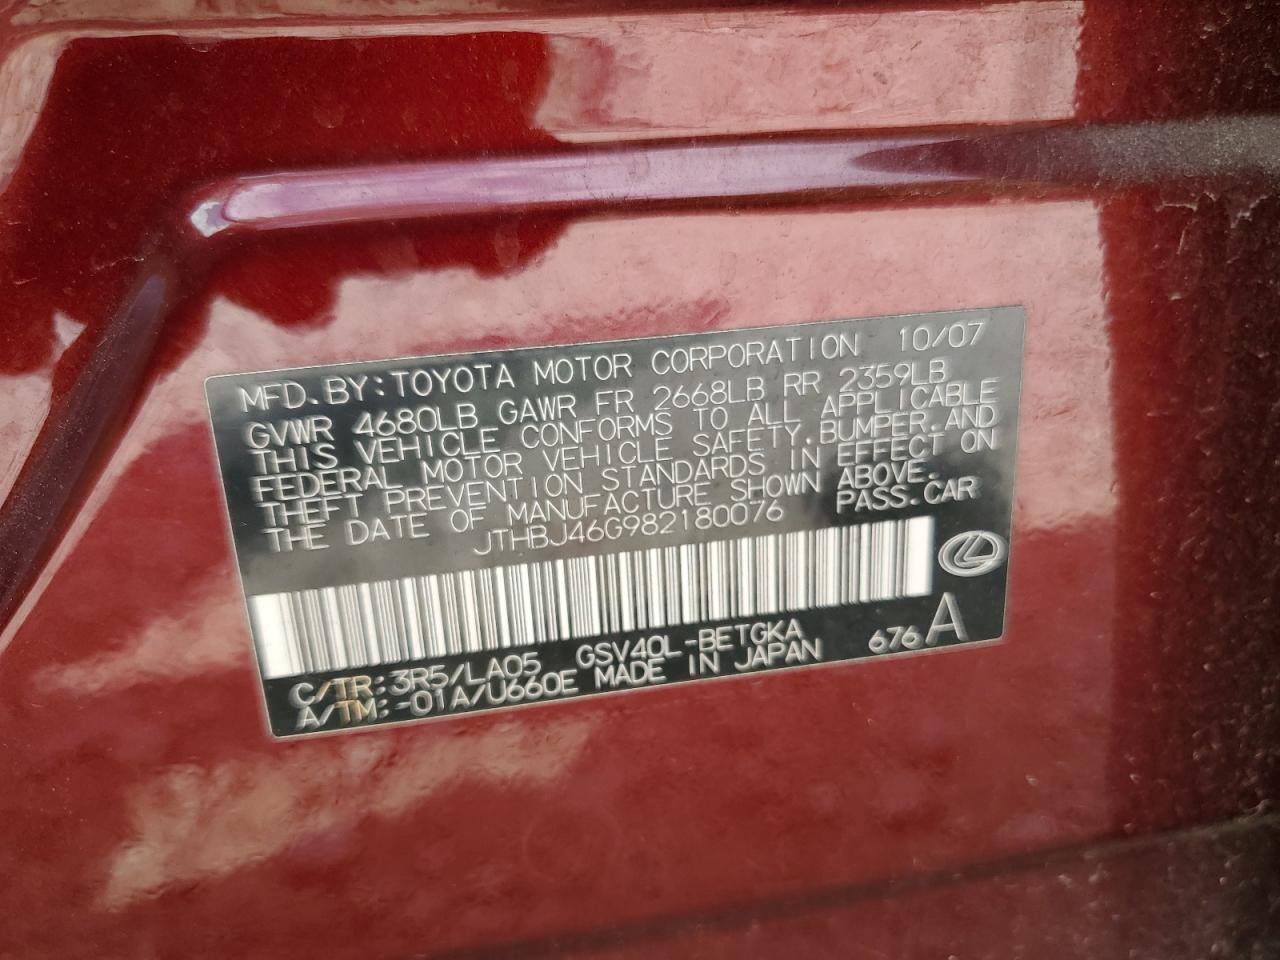 MFD. BY: TOYOTA MOTOR CORPORATION 10/07
GVWR 4680LB GAWR FR 2668LB RR 2359LB
THIS VEHICLE CONFORMS TO ALL APPLICABLE
FEDERAL MOTOR VEHICLE SAFETY, BUMPER, AND
THEFT PREVENTION STANDARDS IN EFFECT ON
THE DATE OF MANUFACTURE SHOWN ABOVE.
JTHBJ46G982180076 PASS. CAR
C/TR: 3R5/LA05 GSV40L-BETGKA 676 A
A/TM: -01A/U660E MADE IN JAPAN